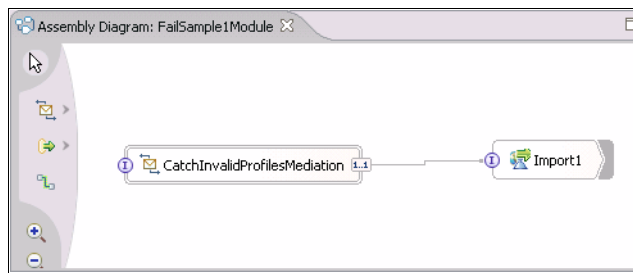 Assembly Diagram: FailSample1Module
I CatchInvalidProfilesMediation 1..1
I Import1